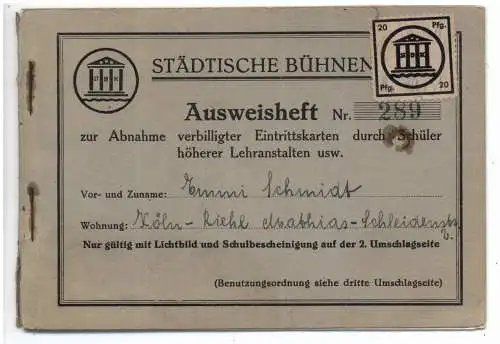 STÄDTISCHE BÜHNEN
20 Pfg.
Pfg. 20
Ausweisheft Nr. 289
zur Abnahme verbilligter Eintrittskarten durch Schüler
höherer Lehranstalten usw.
Vor- und Zuname: Emmi Schmidt
Wohnung: Köln-Riehl Matthias-Schleidenstr.
Nur gültig mit Lichtbild und Schulbescheinigung auf der 2. Umschlagseite
(Benutzungsordnung siehe dritte Umschlagseite)